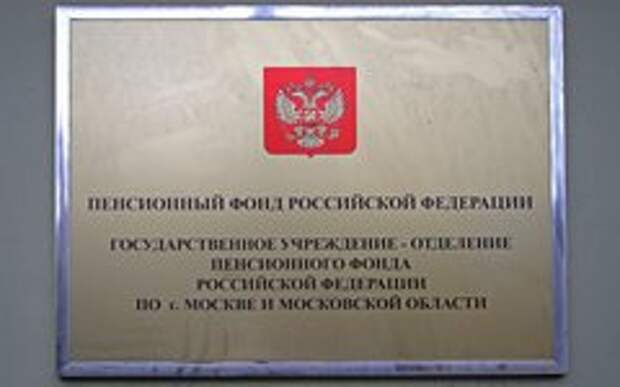 ПЕНСИОННЫЙ ФОНД РОССИЙСКОЙ ФЕДЕРАЦИИ
ГОСУДАРСТВЕННОЕ УЧРЕЖДЕНИЕ - ОТДЕЛЕНИЕ
ПЕНСИОННОГО ФОНДА
РОССИЙСКОЙ ФЕДЕРАЦИИ
ПО г. МОСКВЕ И МОСКОВСКОЙ ОБЛАСТИ